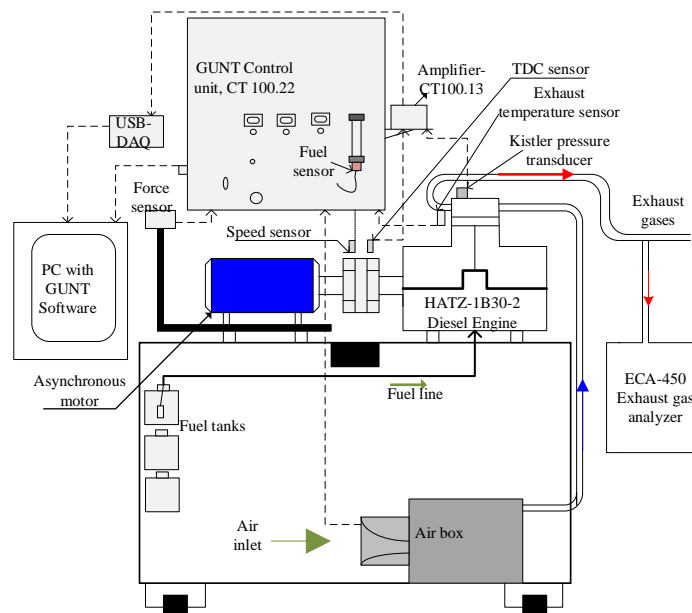 GUNT Control
unit, CT 100.22
Amplifier-
CT100.13
TDC sensor
Exhaust
temperature sensor
Kistler pressure
transducer
USB-
DAQ
Fuel
sensor
Force
sensor
Speed sensor
Exhaust
gases
PC with
GUNT
Software
HATZ-1B30-2
Diesel Engine
ECA-450
Exhaust gas
analyzer
Asynchronous
motor
Fuel line
Fuel tanks
Air
inlet
Air box